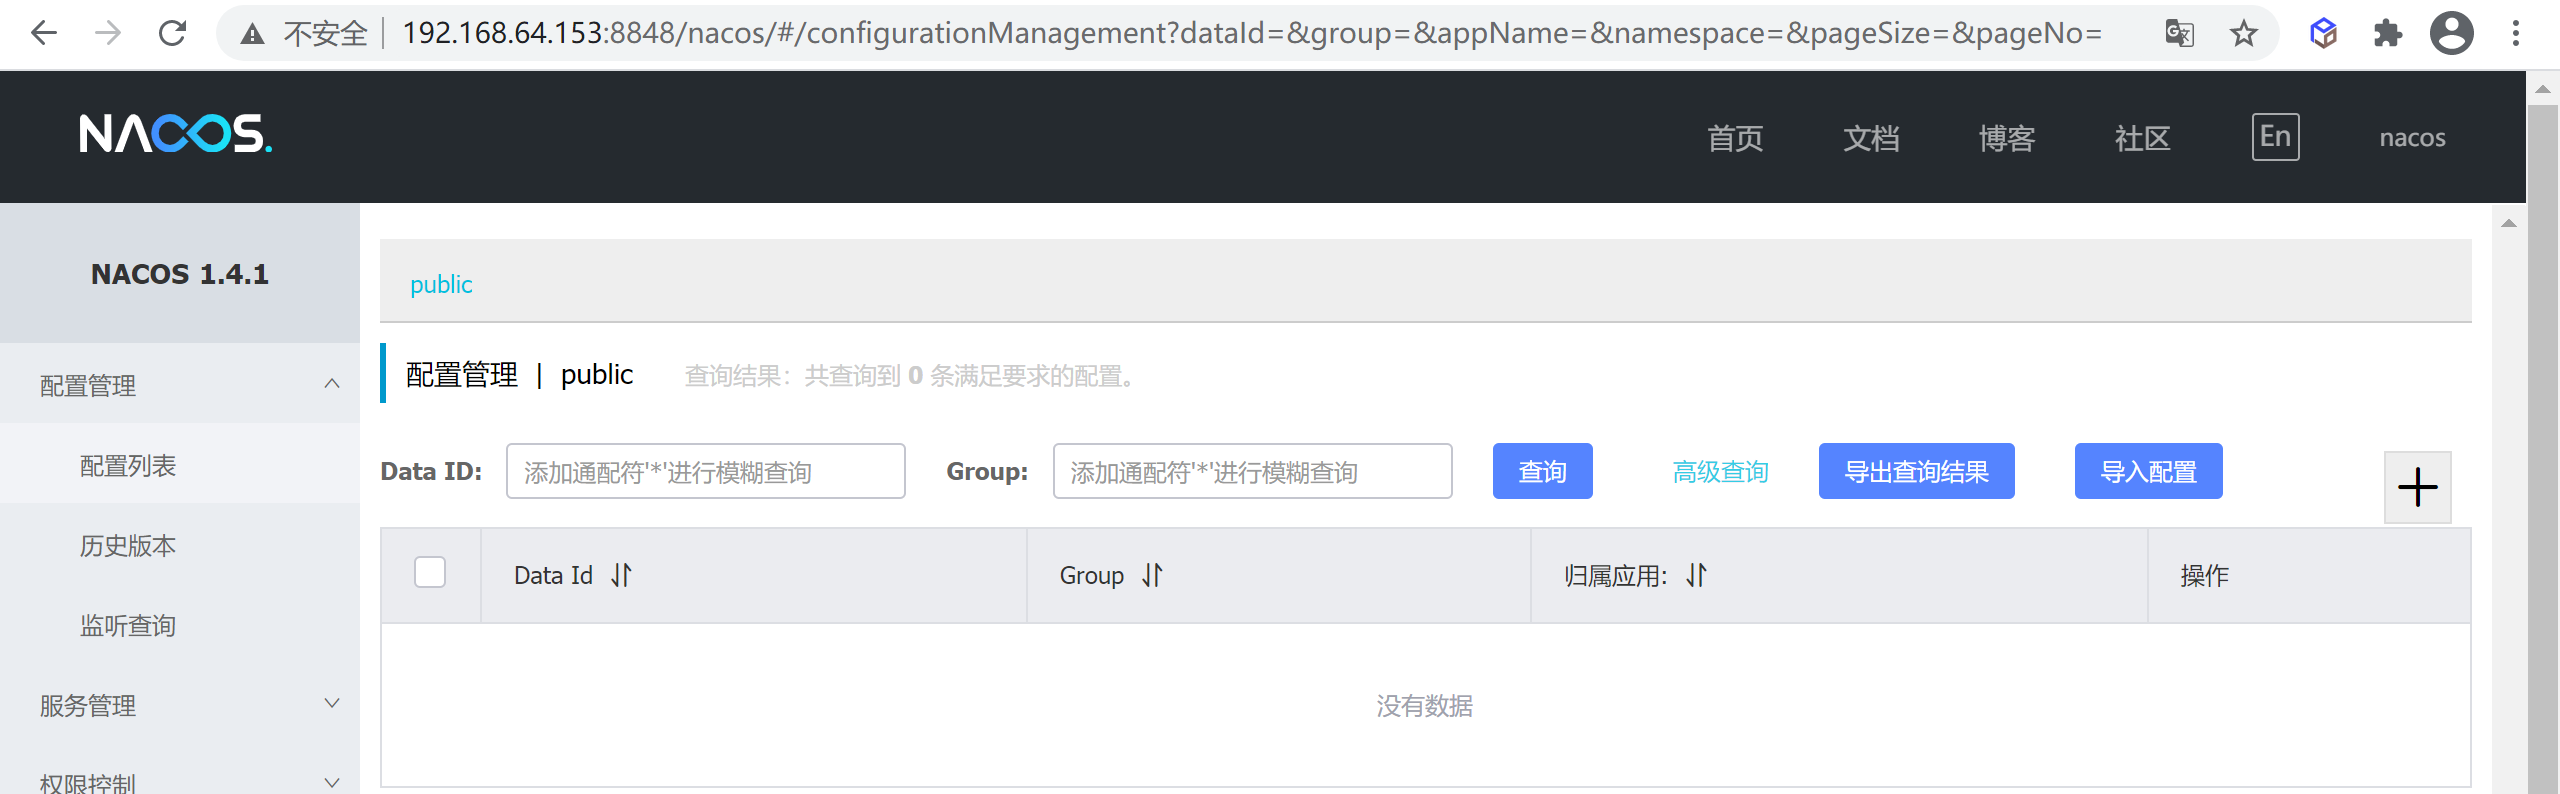 不安全 192.168.64.153:8848/nacos/#/configurationManagement?dataId=&group=&appName=&namespace=&pageSize=&pageNo=
NACOS.
首页 文档 博客 社区 En nacos
NACOS 1.4.1
配置管理
配置列表
历史版本
监听查询
服务管理
权限控制
public
配置管理 | public 查询结果：共查询到 0 条满足要求的配置。
Data ID: 添加通配符'*'进行模糊查询 Group: 添加通配符'*'进行模糊查询 查询 高级查询 导出查询结果 导入配置
Data Id Group 归属应用: 操作
没有数据